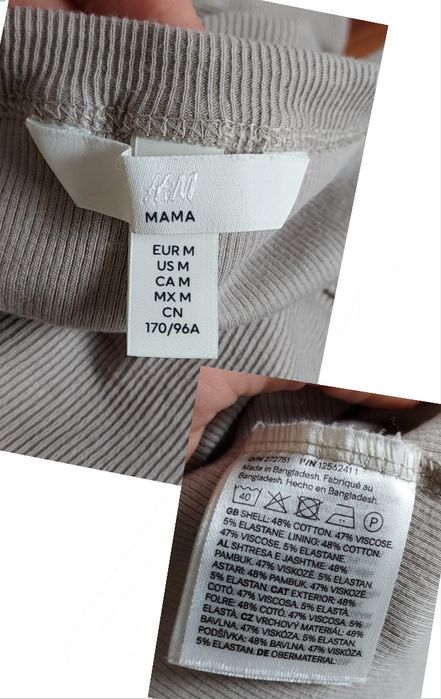 H&M
MAMA
EUR M
US M
CA M
MX M
CN
170/96A
O/N 272751 P/N 1256241 1
Made in Bangladesh. Fabriqué au
Bangladesh. Hecho en Bangladesh.
40 P
GB SHELL: 48% COTTON. 47% VISCOSE.
5% ELASTANE. LINING: 48% COTTON.
47% VISCOSE. 5% ELASTANE.
AL SHTRESA E JASHTME: 48%
PAMBUK. 47% VISKOZË. 5% ELASTAN.
ASTARI: 48% PAMBUK. 47% VISKOZË.
5% ELASTAN. CAT EXTERIOR: 48%
COTÓ. 47% VISCOSA. 5% ELASTÀ.
FOLRE: 48% COTÓ. 47% VISCOSA. 5%
ELASTÀ. CZ VRCHOVÝ MATERIÁL: 48%
BAVLNA. 47% VISKÓZA. 5% ELASTAN.
PODŠÍVKA: 48% BAVLNA. 47% VISKÓZA.
5% ELASTAN. DE OBERMATERIAL: